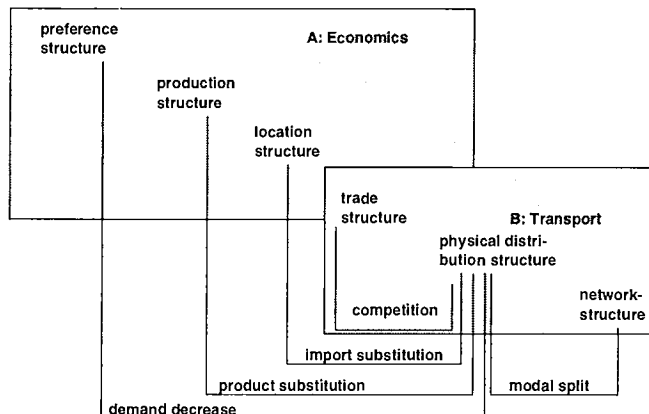 preference
structure
A: Economics
production
structure
location
structure
trade
structure
B: Transport
physical distri-
bution structure
network-
structure
competition
import substitution
product substitution
modal split
demand decrease